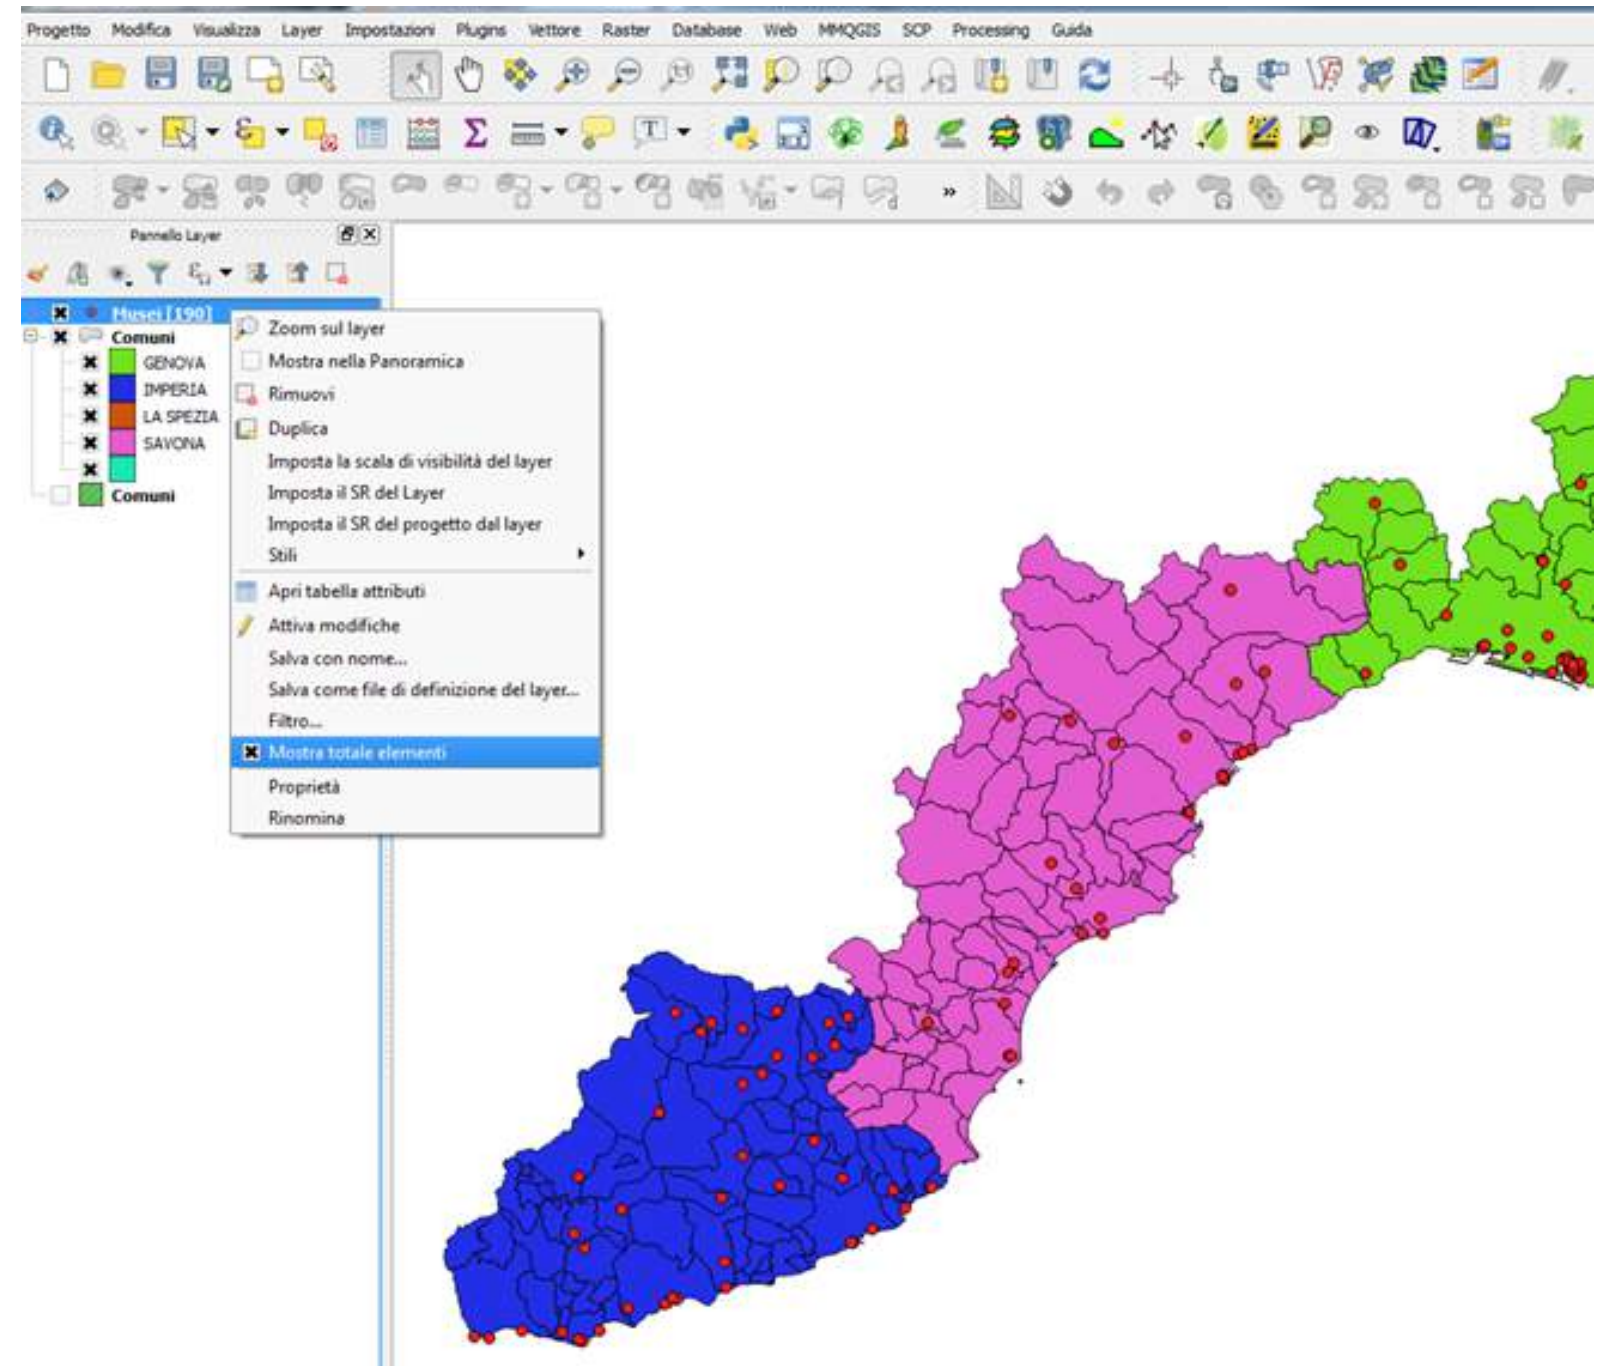 Progetto Modifica Visualizza Layer Impostazioni Plugins Vettore Raster Database Web MMQGIS SCP Processing Guida
Pannello Layer
Musei [190]
Comuni
GENOVA
IMPERIA
LA SPEZIA
SAVONA
Comuni
Zoom sul layer
Mostra nella Panoramica
Rimuovi
Duplica
Imposta la scala di visibilità del layer
Imposta il SR del Layer
Imposta il SR del progetto dal layer
Stili
Apri tabella attributi
Attiva modifiche
Salva con nome...
Salva come file di definizione del layer...
Filtro...
Mostra totale elementi
Proprietà
Rinomina